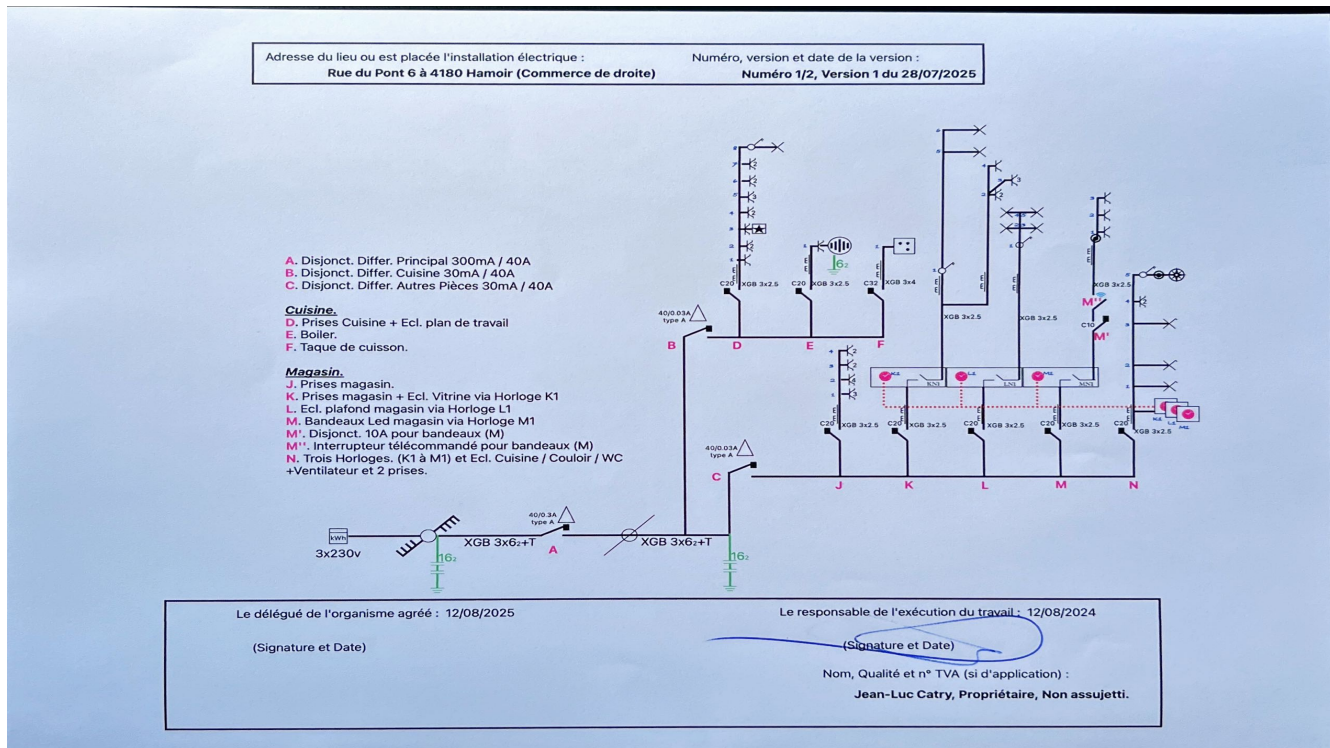 Adresse du lieu ou est placée l'installation électrique :
Rue du Pont 6 à 4180 Hamoir (Commerce de droite)
Numéro, version et date de la version :
Numéro 1/2, Version 1 du 28/07/2025
A. Disjonct. Differ. Principal 300mA / 40A
B. Disjonct. Differ. Cuisine 30mA / 40A
C. Disjonct. Differ. Autres Pièces 30mA / 40A
Cuisine.
D. Prises Cuisine + Ecl. plan de travail
E. Boiler.
F. Taque de cuisson.
Magasin.
J. Prises magasin.
K. Prises magasin + Ecl. Vitrine via Horloge K1
L. Ecl. plafond magasin via Horloge L1
M. Bandeaux Led magasin via Horloge M1
M'. Disjonct. 10A pour bandeaux (M)
M''. Interrupteur télécommandé pour bandeaux (M)
N. Trois Horloges. (K1 à M1) et Ecl. Cuisine / Couloir / WC
+Ventilateur et 2 prises.
C20 XGB 3x2.5
C20 XGB 3x2.5
C32 XGB 3x4
40/0.03A
type A
B D E F
XGB 3x2.5
XGB 3x2.5
XGB 3x2.5
M''
C10
M'
K1 KN1 L1 LN1 M1 MN1
C20 XGB 3x2.5
C20 XGB 3x2.5
C20 XGB 3x2.5
C20 XGB 3x2.5
C20 XGB 3x2.5
40/0.03A
type A
C J K L M N
kWh
3x230v
16₂
XGB 3x6₂+T
40/0.3A
type A
A
XGB 3x6₂+T
16₂
6₂
Le délégué de l'organisme agréé : 12/08/2025
(Signature et Date)
Le responsable de l'exécution du travail : 12/08/2024
(Signature et Date)
Nom, Qualité et n° TVA (si d'application) :
Jean-Luc Catry, Propriétaire, Non assujetti.